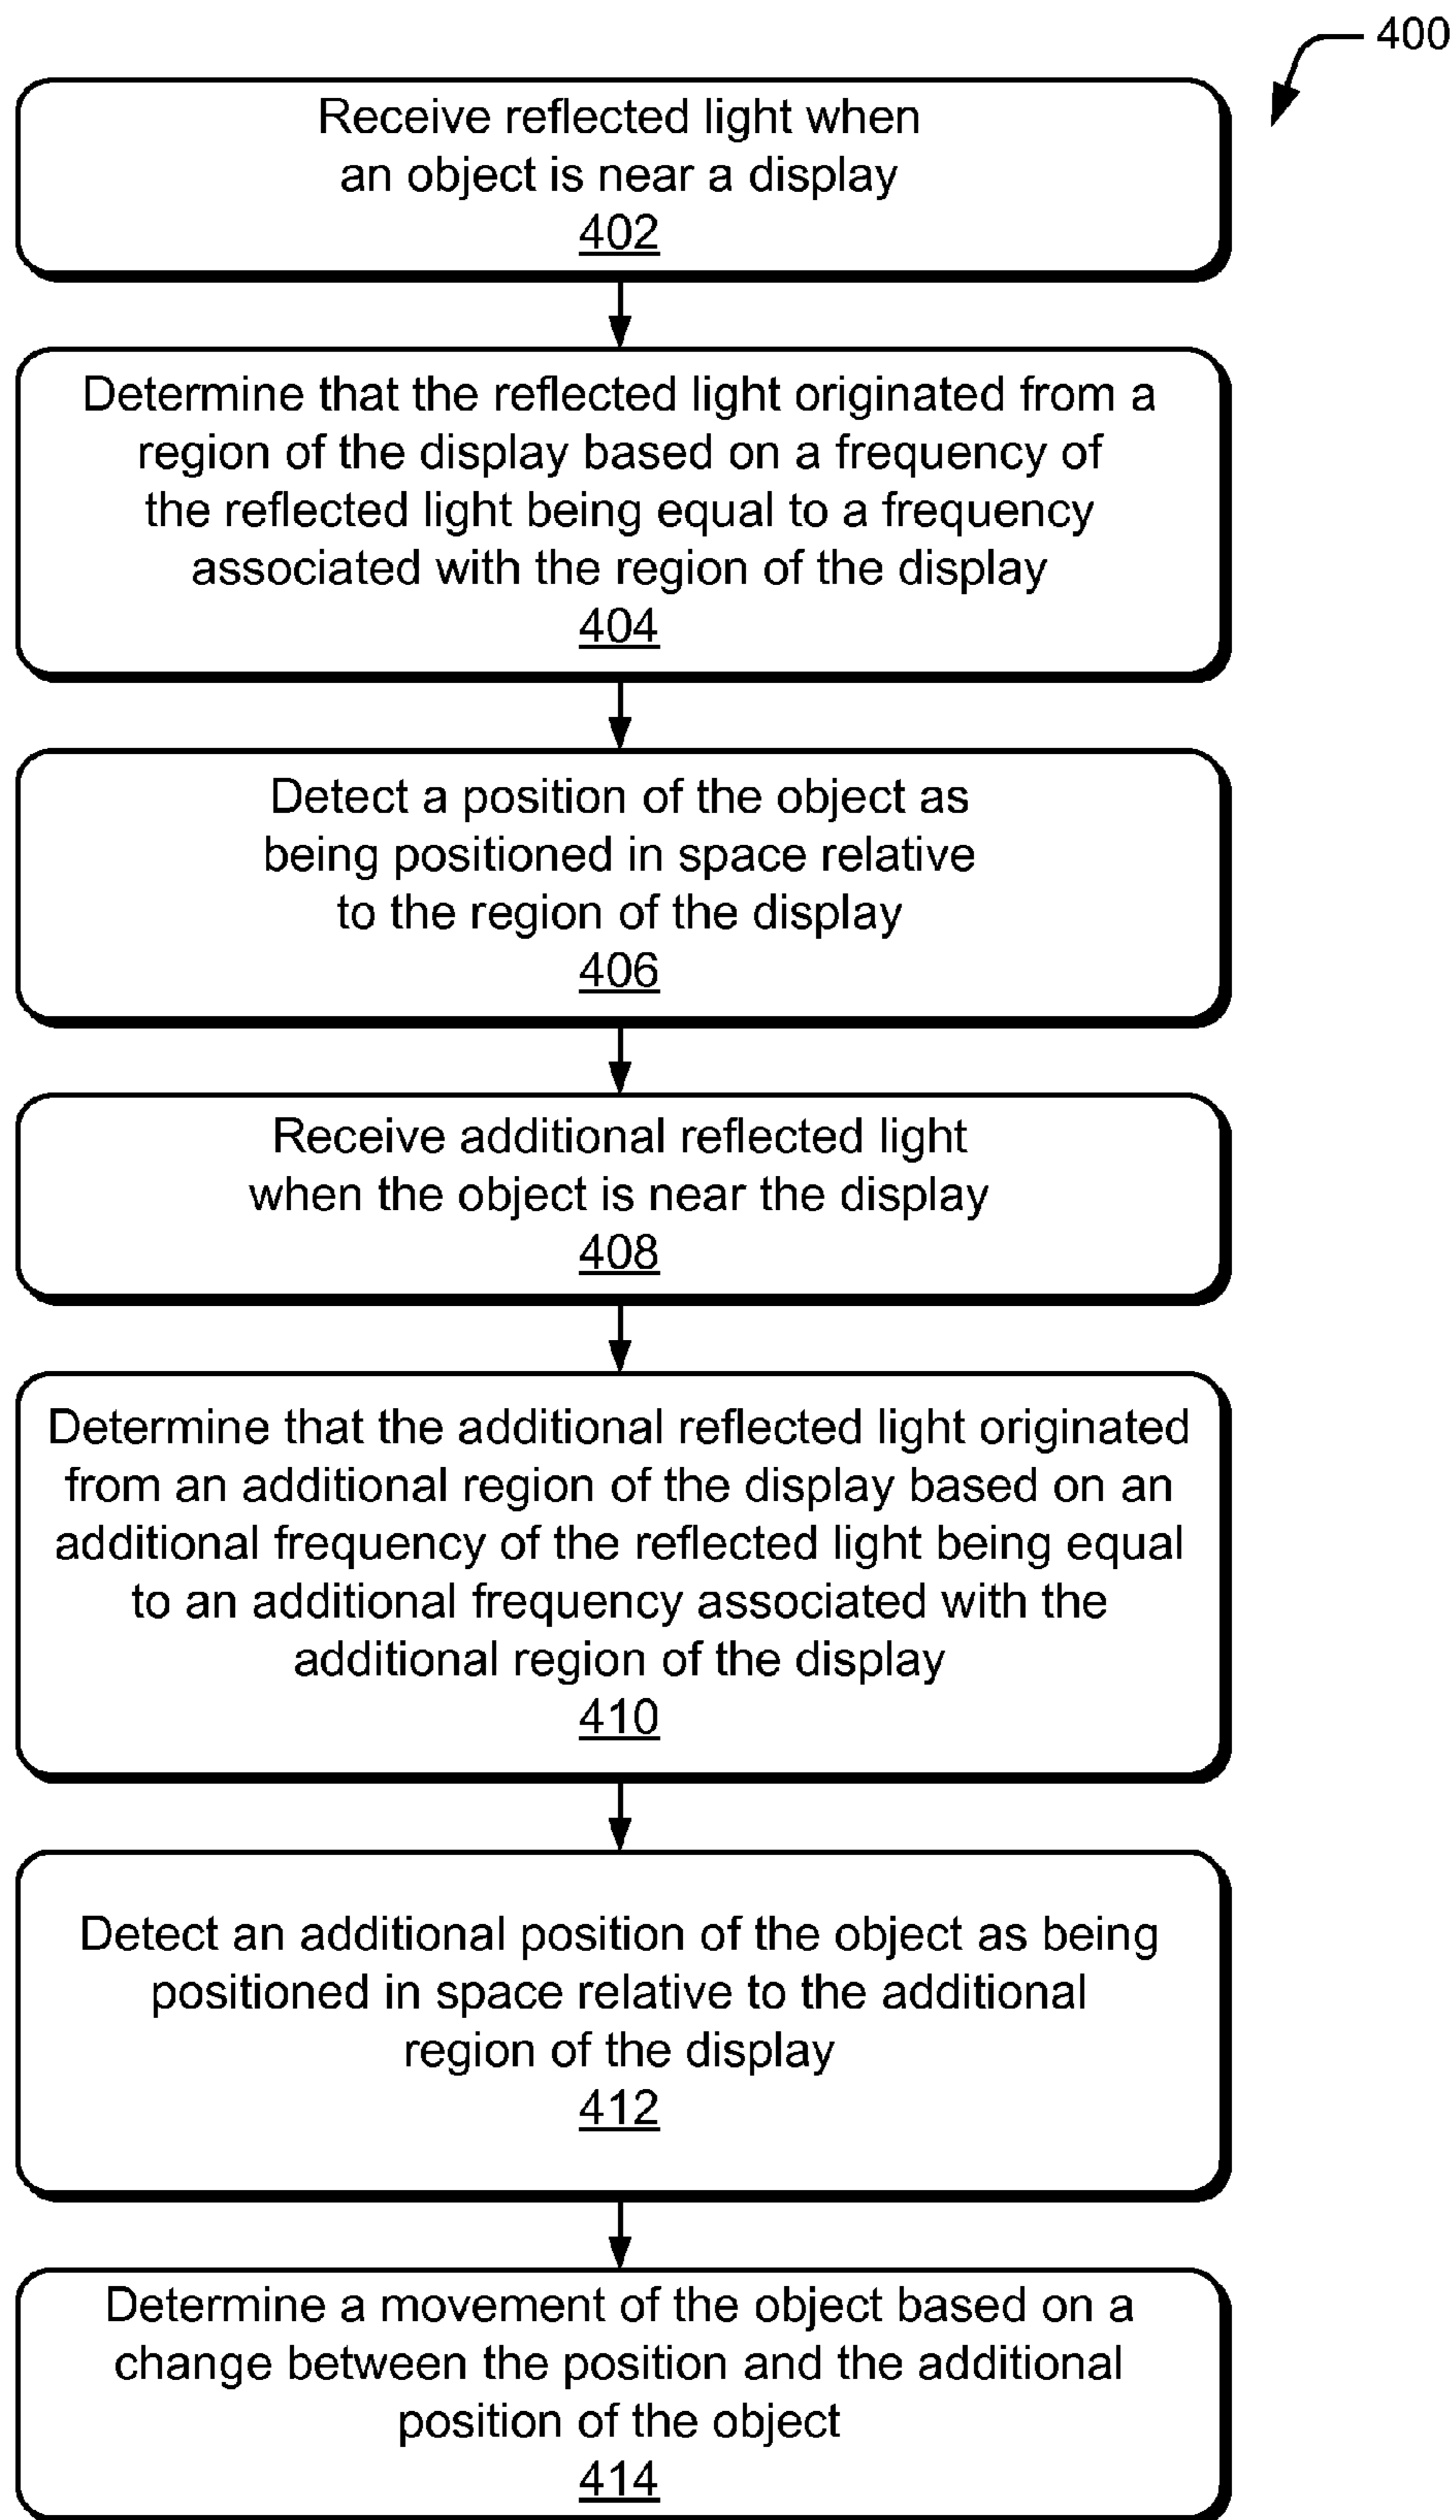 400
Receive reflected light when
an object is near a display
402
Determine that the reflected light originated from a
region of the display based on a frequency of
the reflected light being equal to a frequency
associated with the region of the display
404
Detect a position of the object as
being positioned in space relative
to the region of the display
406
Receive additional reflected light
when the object is near the display
408
Determine that the additional reflected light originated
from an additional region of the display based on an
additional frequency of the reflected light being equal
to an additional frequency associated with the
additional region of the display
410
Detect an additional position of the object as being
positioned in space relative to the additional
region of the display
412
Determine a movement of the object based on a
change between the position and the additional
position of the object
414